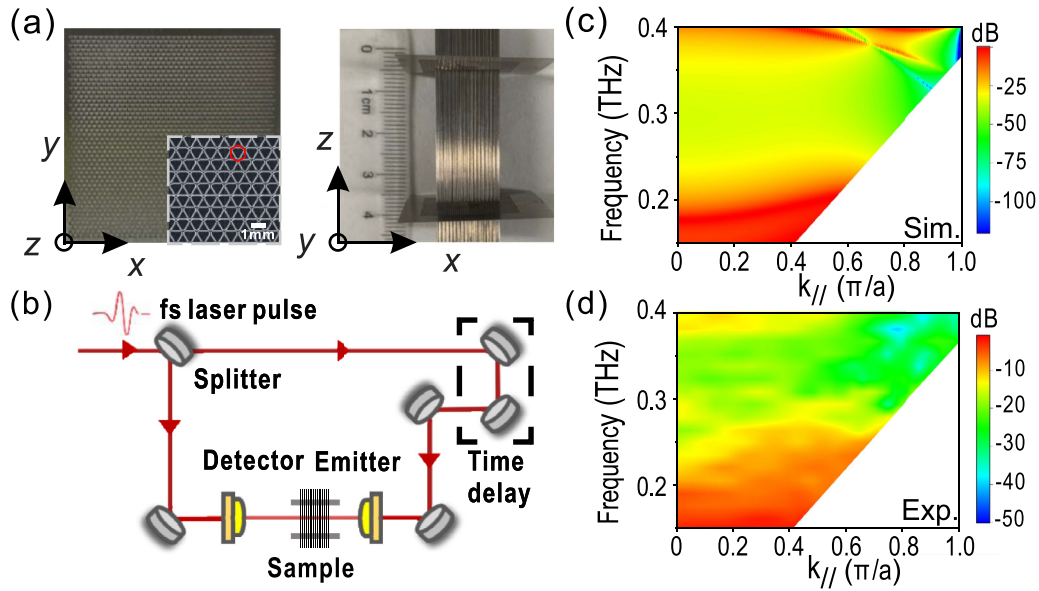 (a)
y
z
x
1mm
z
y
x
0
1cm
2
3
4
(b)
fs laser pulse
Splitter
Detector Emitter
Time
delay
Sample
(c)
Frequency (THz)
0.4
0.3
0.2
0 0.2 0.4 0.6 0.8 1.0
k// (π/a)
Sim.
dB
-25
-50
-75
-100
(d)
Frequency (THz)
0.4
0.3
0.2
0 0.2 0.4 0.6 0.8 1.0
k// (π/a)
Exp.
dB
-10
-20
-30
-40
-50